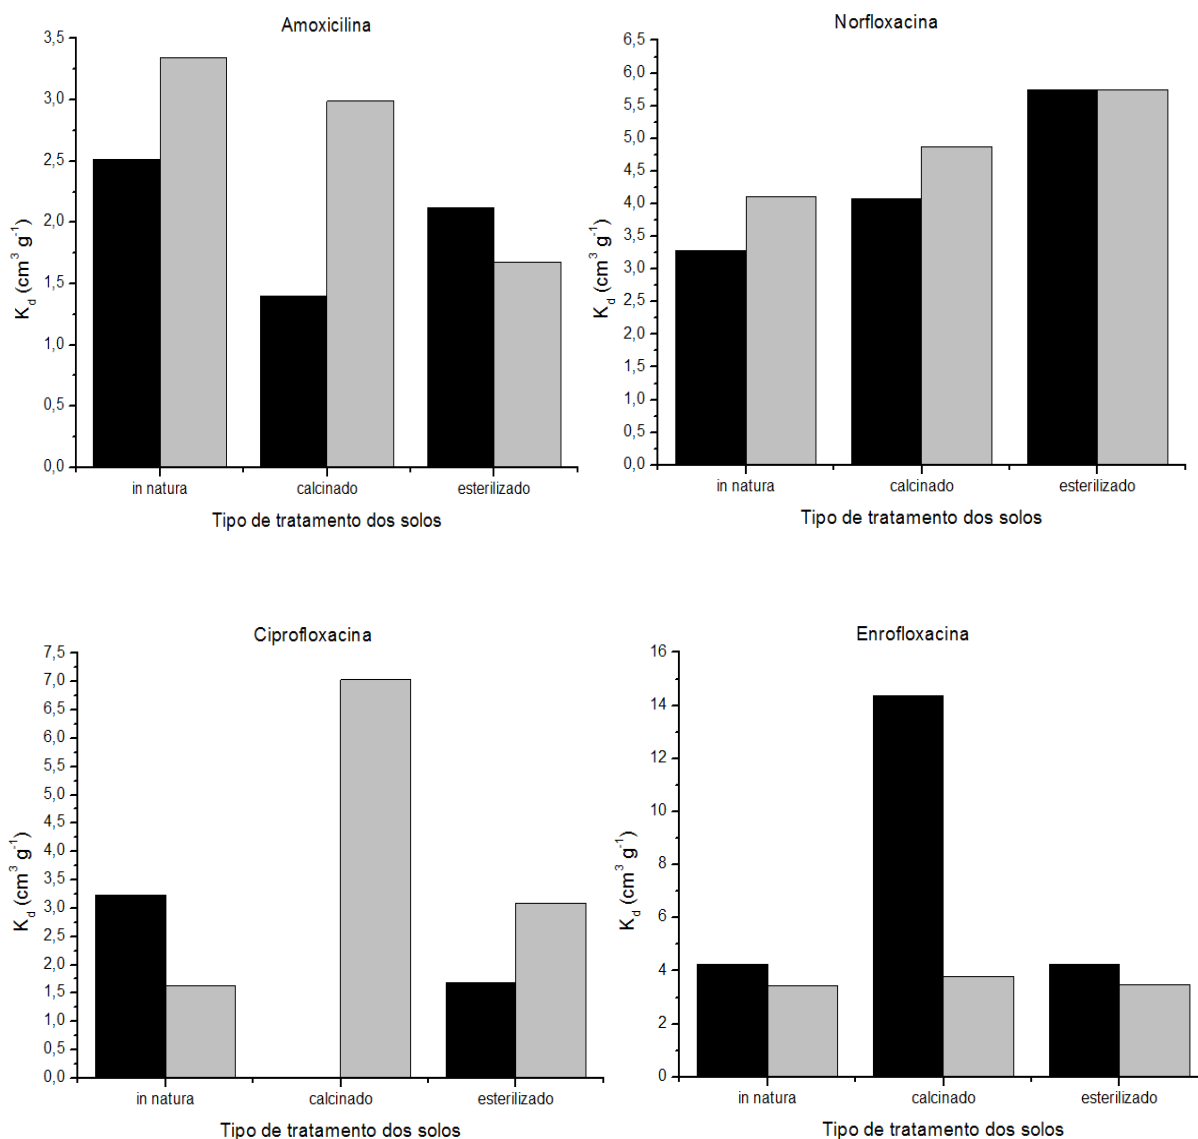 Amoxicilina
3,5
3,0
2,5
2,0
1,5
1,0
0,5
0,0
K_d (cm³ g⁻¹)
in natura calcinado esterilizado
Tipo de tratamento dos solos
Norfloxacina
6,5
6,0
5,5
5,0
4,5
4,0
3,5
3,0
2,5
2,0
1,5
1,0
0,5
0,0
K_d (cm³ g⁻¹)
in natura calcinado esterilizado
Tipo de tratamento dos solos
Ciprofloxacina
7,5
7,0
6,5
6,0
5,5
5,0
4,5
4,0
3,5
3,0
2,5
2,0
1,5
1,0
0,5
0,0
K_d (cm³ g⁻¹)
in natura calcinado esterilizado
Tipo de tratamento dos solos
Enrofloxacina
16
14
12
10
8
6
4
2
0
K_d (cm³ g⁻¹)
in natura calcinado esterilizado
Tipo de tratamento dos solos